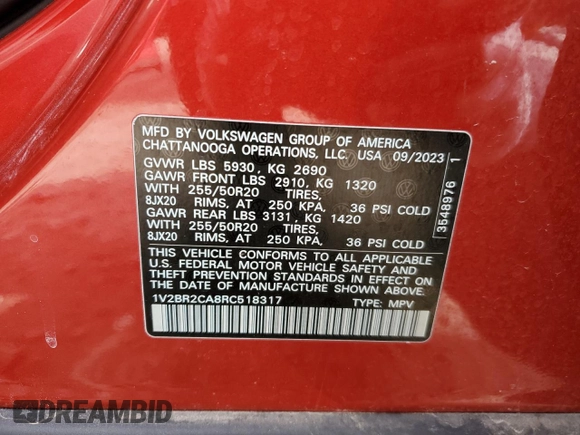 MFD BY VOLKSWAGEN GROUP OF AMERICA
CHATTANOOGA OPERATIONS, LLC. USA 09/2023
GVWR LBS 5930, KG 2690
GAWR FRONT LBS 2910, KG 1320
WITH 255/50R20 TIRES,
8JX20 RIMS, AT 250 KPA. 36 PSI COLD
GAWR REAR LBS 3131, KG 1420
WITH 255/50R20 TIRES,
8JX20 RIMS, AT 250 KPA. 36 PSI COLD
THIS VEHICLE CONFORMS TO ALL APPLICABLE
U.S. FEDERAL MOTOR VEHICLE SAFETY AND
THEFT PREVENTION STANDARDS IN EFFECT ON
THE DATE OF MANUFACTURE SHOWN ABOVE.
1V2BR2CA8RC518317 TYPE: MPV
3548976 1
DREAMBID